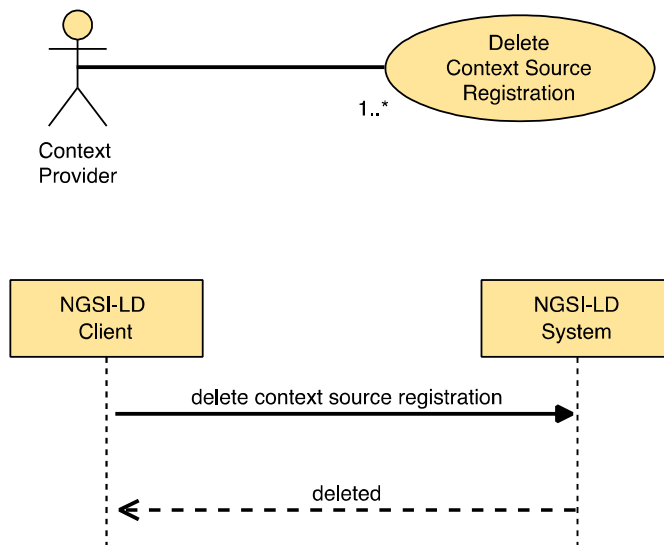 Delete
Context Source
Registration
1..*
Context
Provider
NGSI-LD
Client
NGSI-LD
System
delete context source registration
deleted